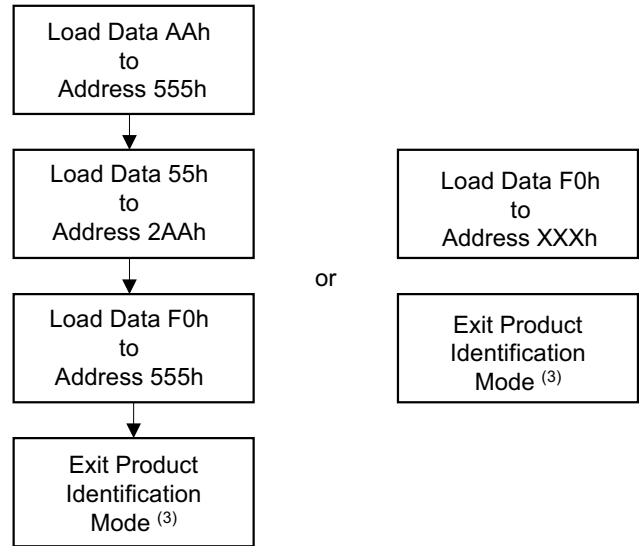 Load Data AAh
to
Address 555h
Load Data 55h
to
Address 2AAh
Load Data F0h
to
Address 555h
Exit Product
Identification
Mode (3)
or
Load Data F0h
to
Address XXXh
Exit Product
Identification
Mode (3)